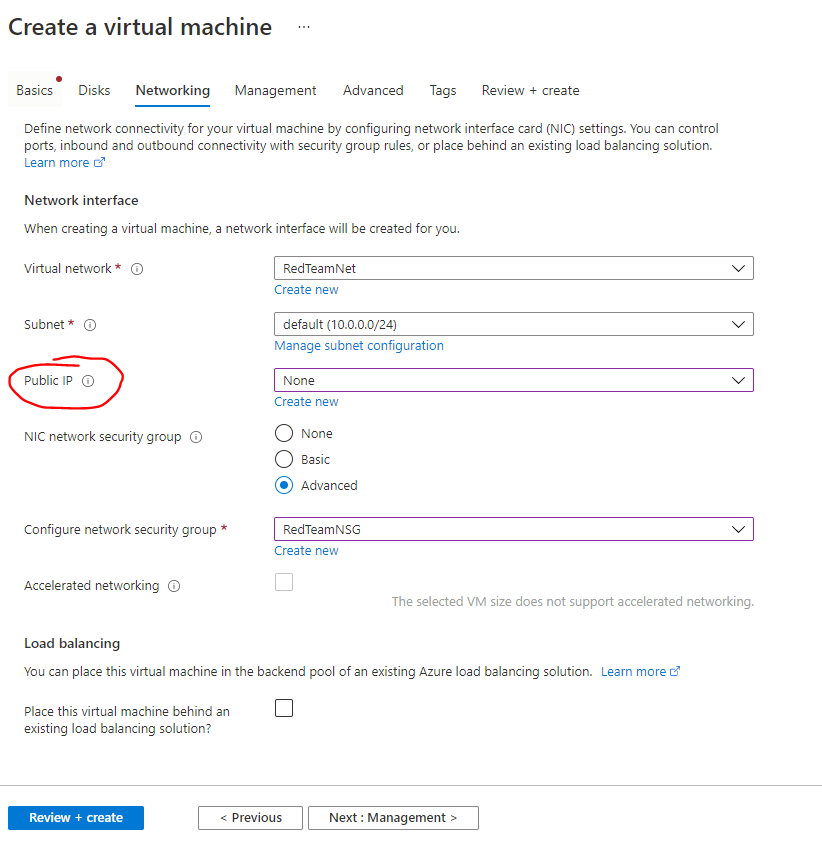 Create a virtual machine ...
Basics Disks Networking Management Advanced Tags Review + create
Define network connectivity for your virtual machine by configuring network interface card (NIC) settings. You can control
ports, inbound and outbound connectivity with security group rules, or place behind an existing load balancing solution.
Learn more
Network interface
When creating a virtual machine, a network interface will be created for you.
Virtual network * RedTeamNet
Create new
Subnet * default (10.0.0.0/24)
Manage subnet configuration
Public IP None
Create new
NIC network security group None
Basic
Advanced
Configure network security group * RedTeamNSG
Create new
Accelerated networking
The selected VM size does not support accelerated networking.
Load balancing
You can place this virtual machine in the backend pool of an existing Azure load balancing solution. Learn more
Place this virtual machine behind an
existing load balancing solution?
Review + create < Previous Next : Management >